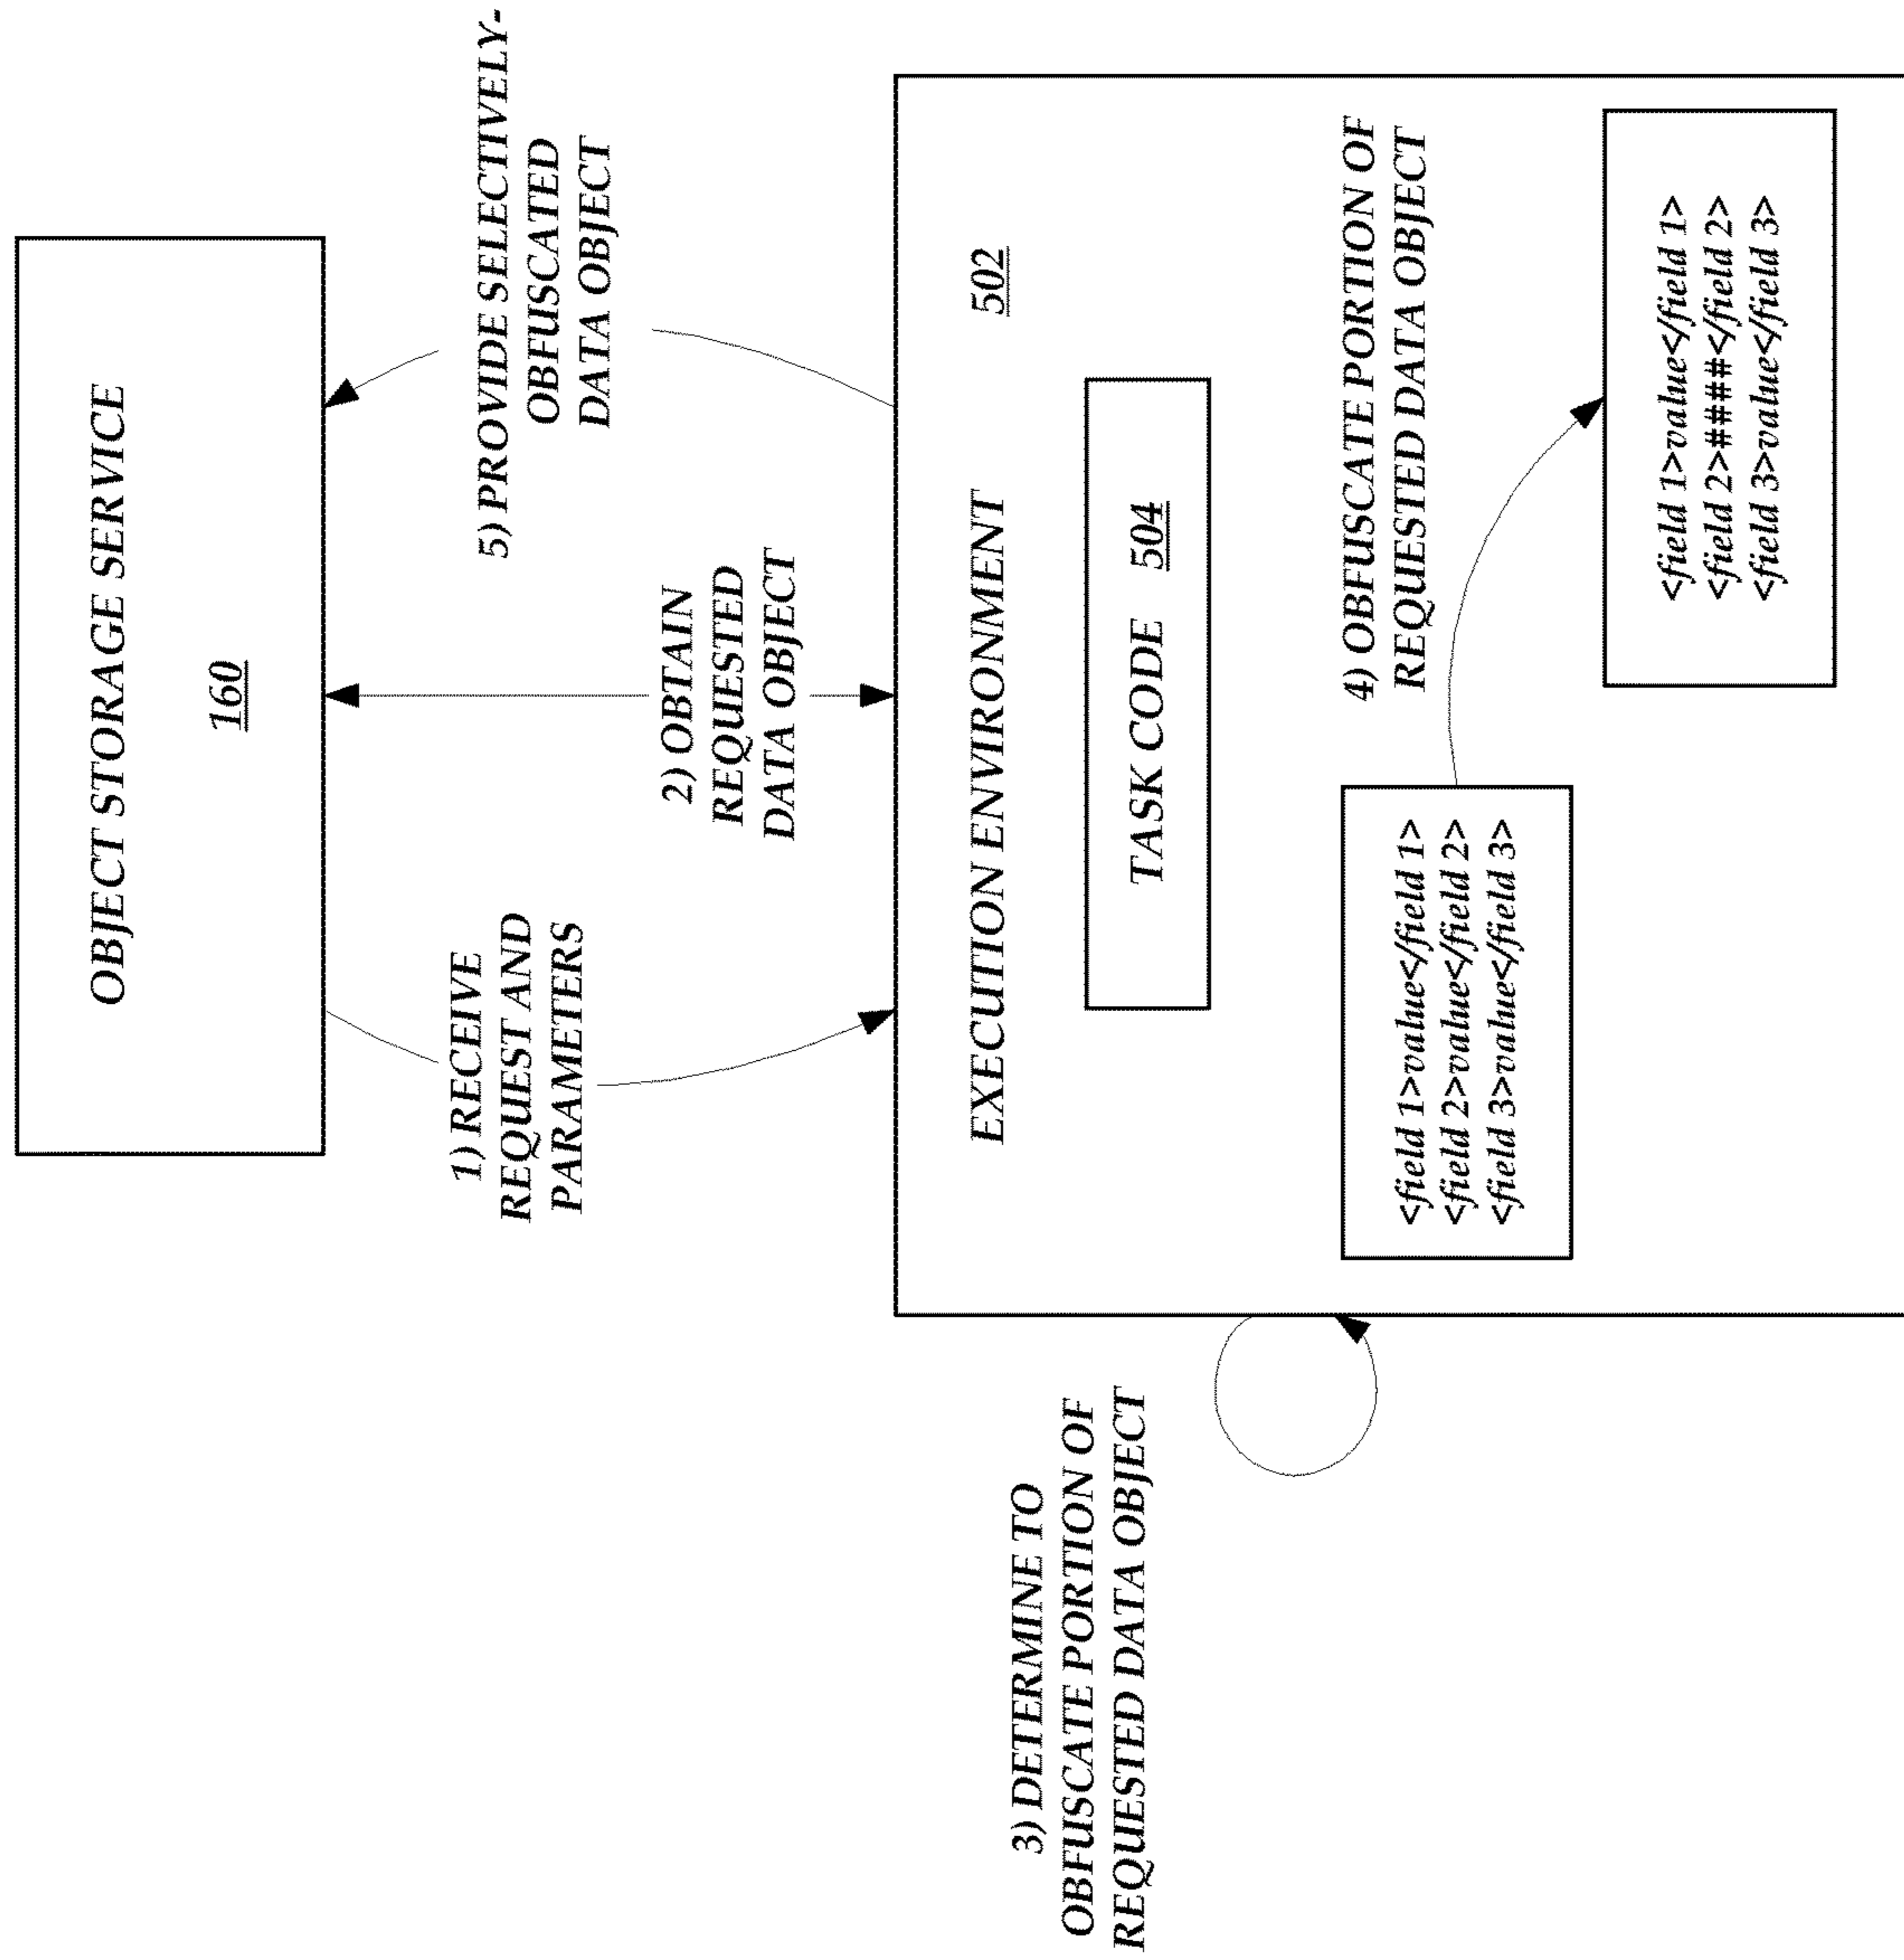 OBJECT STORAGE SERVICE
160
1) RECEIVE
REQUEST AND
PARAMETERS
2) OBTAIN
REQUESTED
DATA OBJECT
5) PROVIDE SELECTIVELY-
OBFUSCATED
DATA OBJECT
3) DETERMINE TO
OBFUSCATE PORTION OF
REQUESTED DATA OBJECT
EXECUTION ENVIRONMENT
502
TASK CODE 504
<field 1>value</field 1>
<field 2>value</field 2>
<field 3>value</field 3>
4) OBFUSCATE PORTION OF
REQUESTED DATA OBJECT
<field 1>value</field 1>
<field 2>####</field 2>
<field 3>value</field 3>